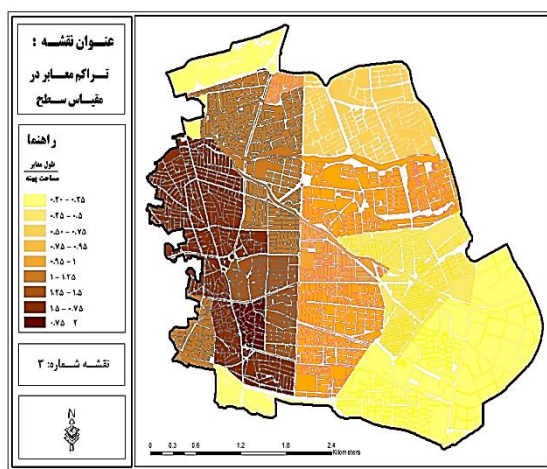 عنوان نقشه :
تراکم معابر در
مقیاس سطح
راهنما
طول معابر
مساحت پهنه
۰.۲۰ - ۰.۲۵
۰.۲۵ - ۰.۵
۰.۵۰ - ۰.۷۵
۰.۷۵ - ۰.۹۵
۰.۹۵ - ۱
۱ - ۱.۲۵
۱.۲۵ - ۱.۵
۱.۵ - ۰.۷۵
۰.۷۵ - ۲
نقشه شماره: ۳
N
0 0.3 0.6 1.2 1.8 2.4
Kilometers